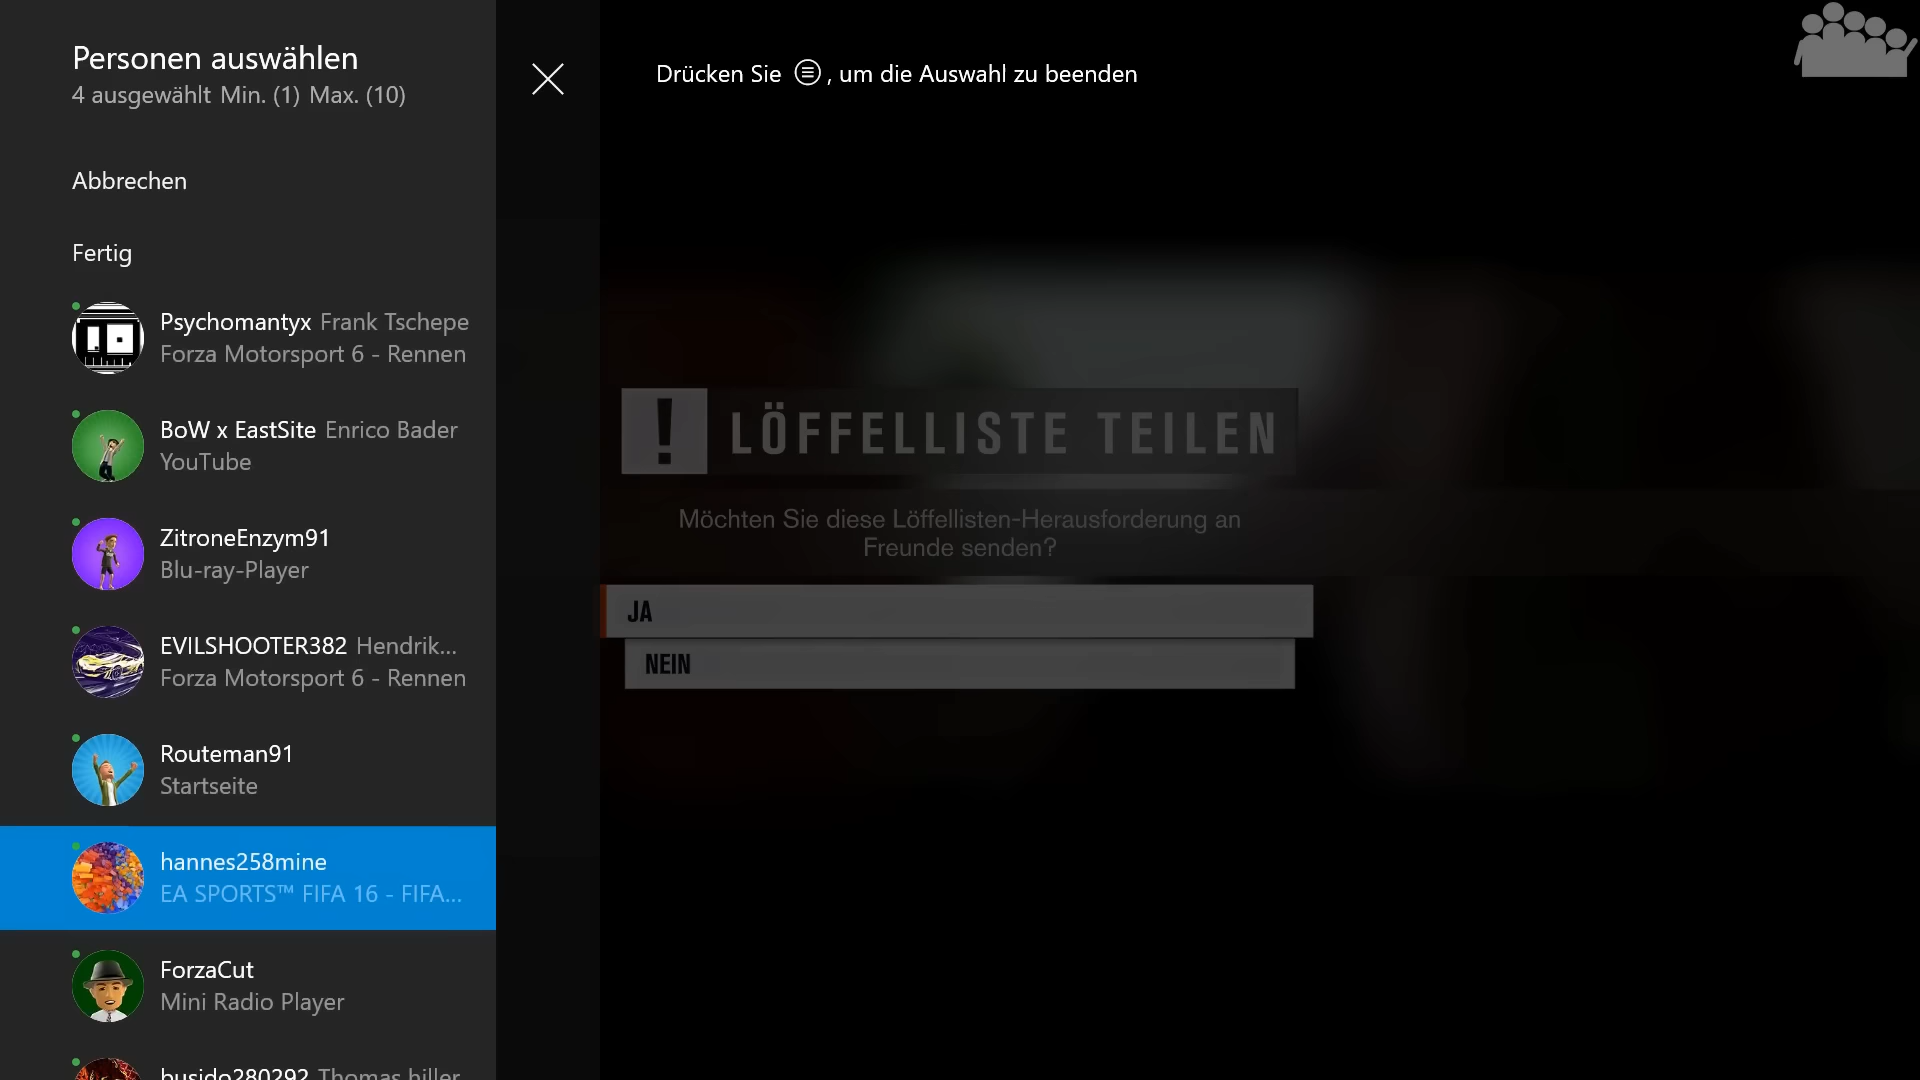 Personen auswählen
4 ausgewählt Min. (1) Max. (10)
Abbrechen
Fertig
Psychomantyx Frank Tschepe
Forza Motorsport 6 - Rennen
BoW x EastSite Enrico Bader
YouTube
ZitroneEnzym91
Blu-ray-Player
EVILSHOOTER382 Hendrik...
Forza Motorsport 6 - Rennen
Routeman91
Startseite
hannes258mine
EA SPORTS™ FIFA 16 - FIFA...
ForzaCut
Mini Radio Player
busido280292 Thomas hiller
Drücken Sie , um die Auswahl zu beenden
! LÖFFELLISTE TEILEN
Möchten Sie diese Löffellisten-Herausforderung an
Freunde senden?
JA
NEIN